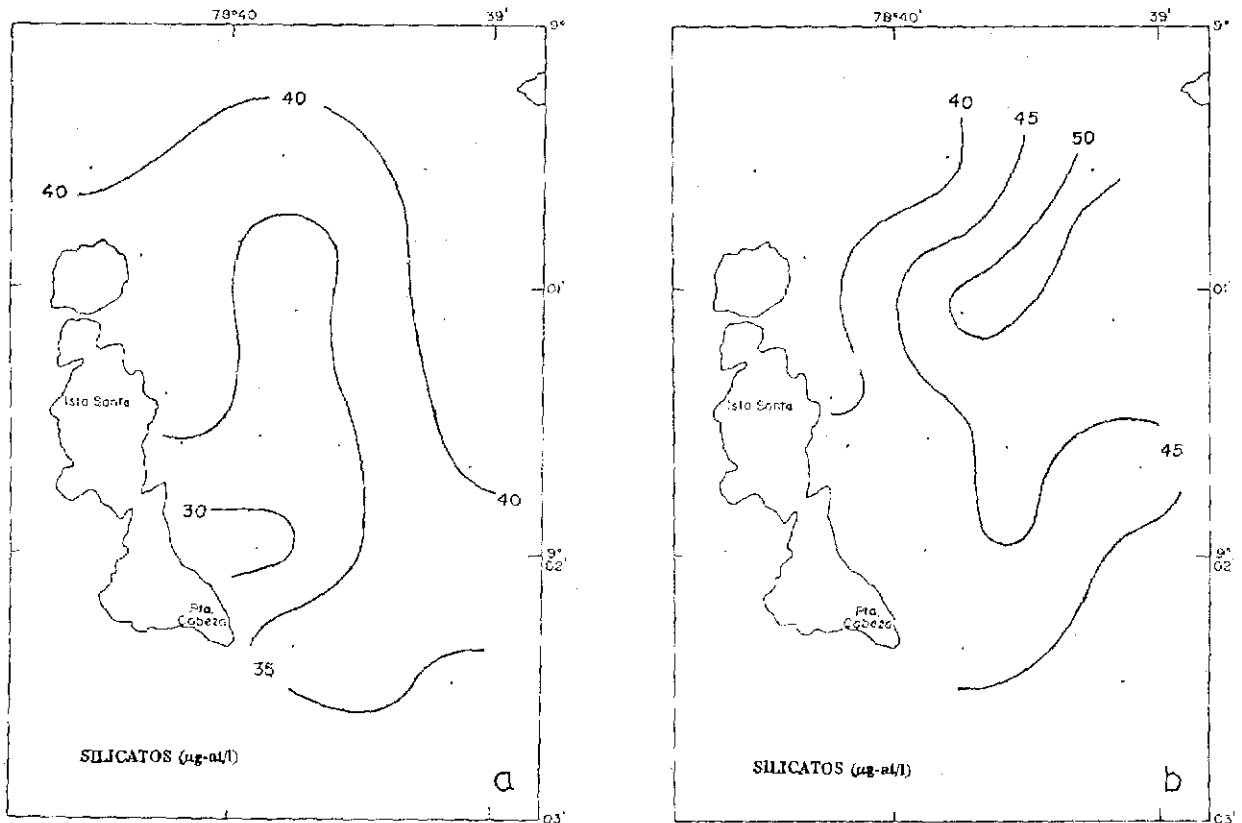 78°40
39'
9°
40
40
01'
Isla Santa
30
40
9°
02'
Pta.
Cabeza
35
SILICATOS (µg-at/l)
a
78°40'
39'
9°
40
45
50
01'
Isla Santa
45
9°
02'
Pta.
Cabeza
SILICATOS (µg-at/l)
b
03'
03'